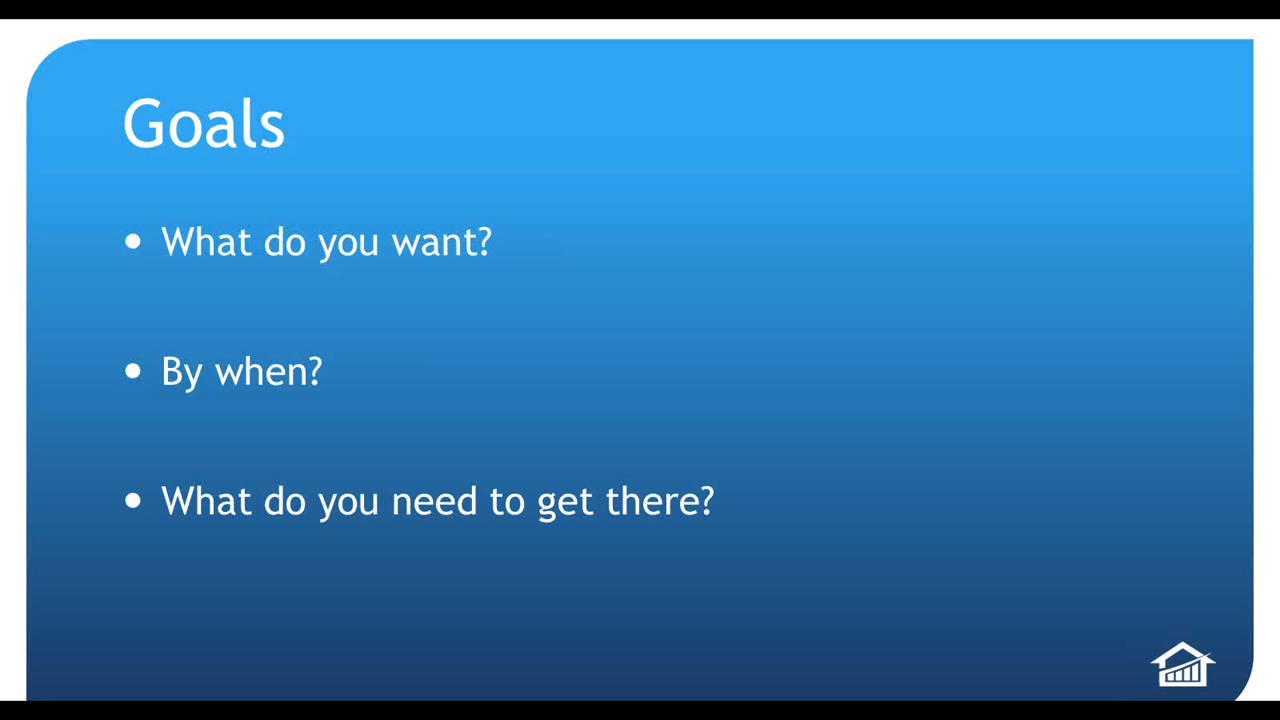 Goals
• What do you want?
• By when?
• What do you need to get there?